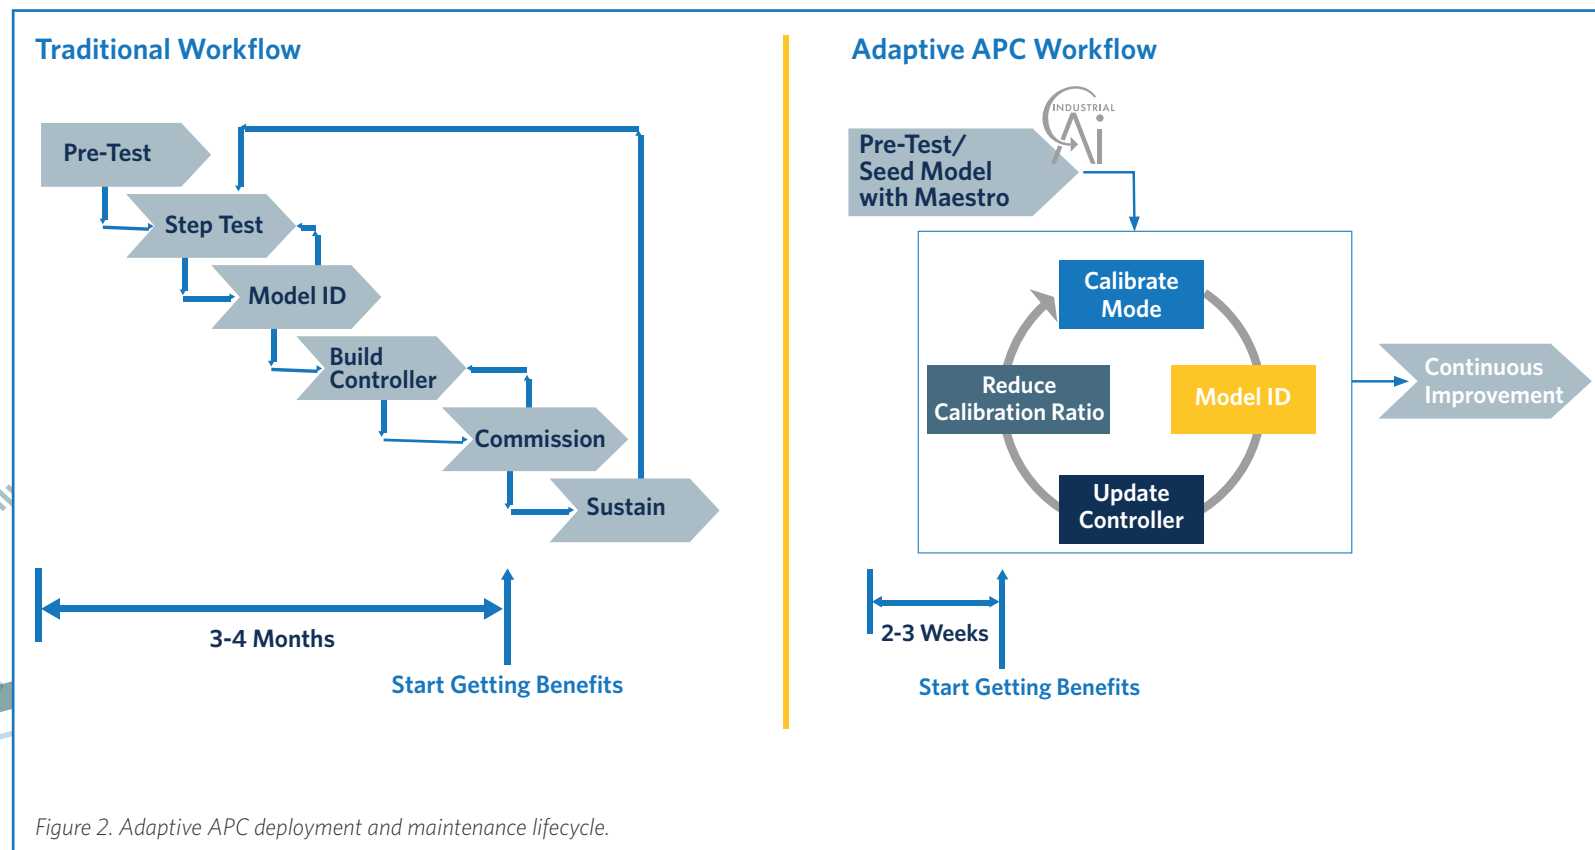 Traditional Workflow
Pre-Test
Step Test
Model ID
Build
Controller
Commission
Sustain
3-4 Months
Start Getting Benefits
Adaptive APC Workflow
INDUSTRIAL
Ai
Pre-Test/
Seed Model
with Maestro
Calibrate
Mode
Model ID
Update
Controller
Reduce
Calibration Ratio
Continuous
Improvement
2-3 Weeks
Start Getting Benefits
Figure 2. Adaptive APC deployment and maintenance lifecycle.